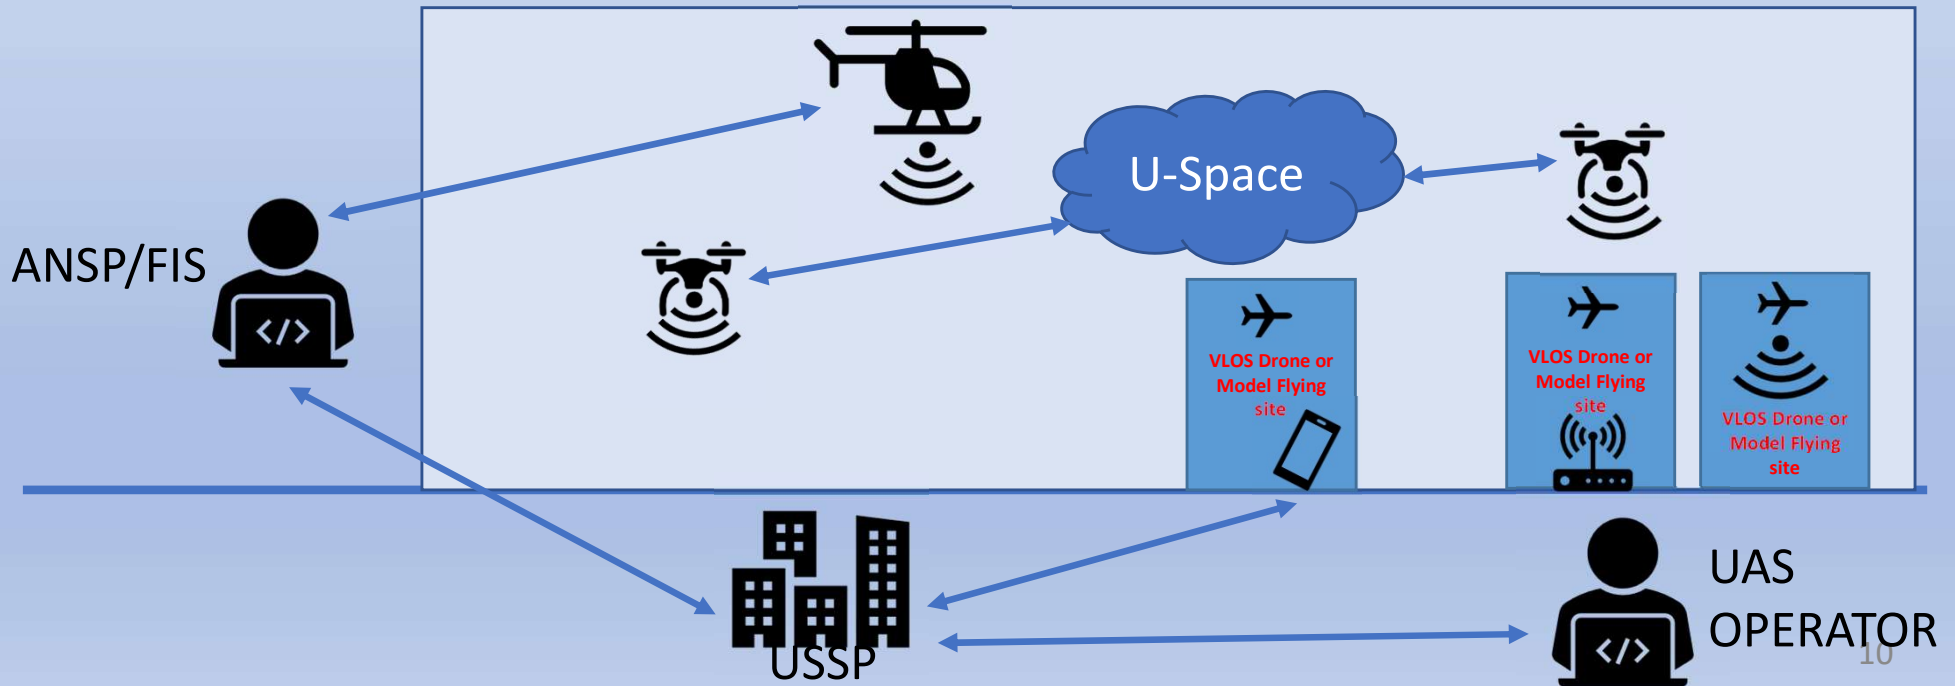 U-Space
ANSP/FIS
</>
VLOS Drone or
Model Flying
site
VLOS Drone or
Model Flying
site
VLOS Drone or
Model Flying
site
USSP
</>
UAS
OPERATOR
10